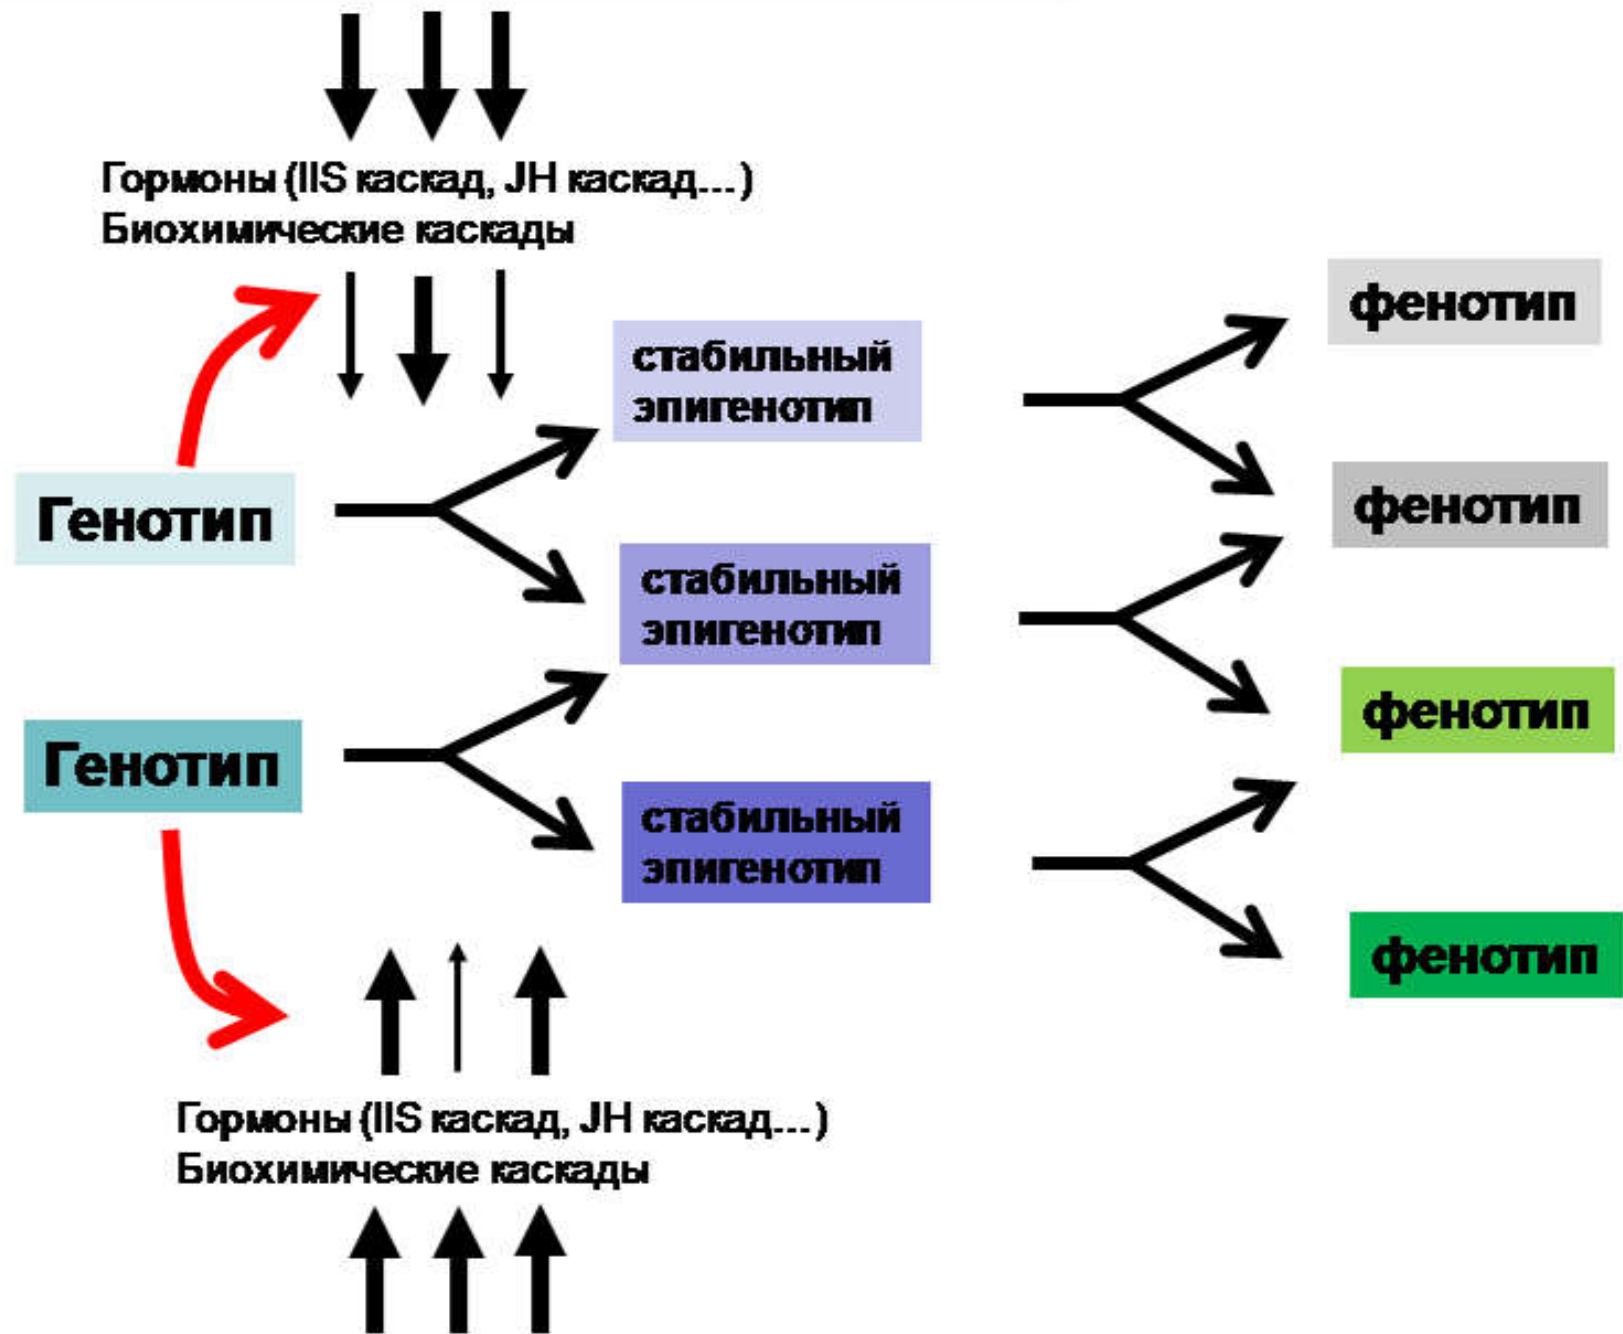 Гормоны (IIS каскад, JH каскад...)
Биохимические каскады
фенотип
стабильный
эпигенотип
Генотип
фенотип
стабильный
эпигенотип
фенотип
Генотип
стабильный
эпигенотип
фенотип
Гормоны (IIS каскад, JH каскад...)
Биохимические каскады